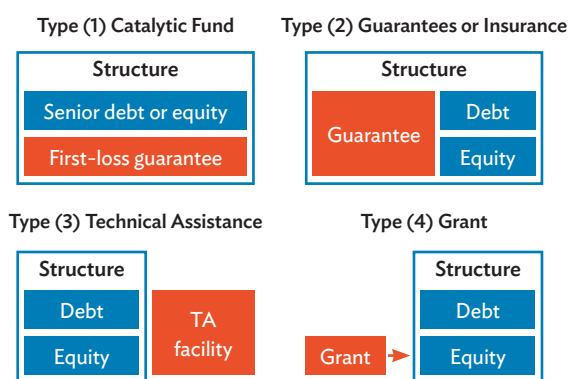 Type (1) Catalytic Fund
Structure
Senior debt or equity
First-loss guarantee
Type (2) Guarantees or Insurance
Structure
Guarantee
Debt
Equity
Type (3) Technical Assistance
Structure
Debt
Equity
TA
facility
Type (4) Grant
Grant
Structure
Debt
Equity